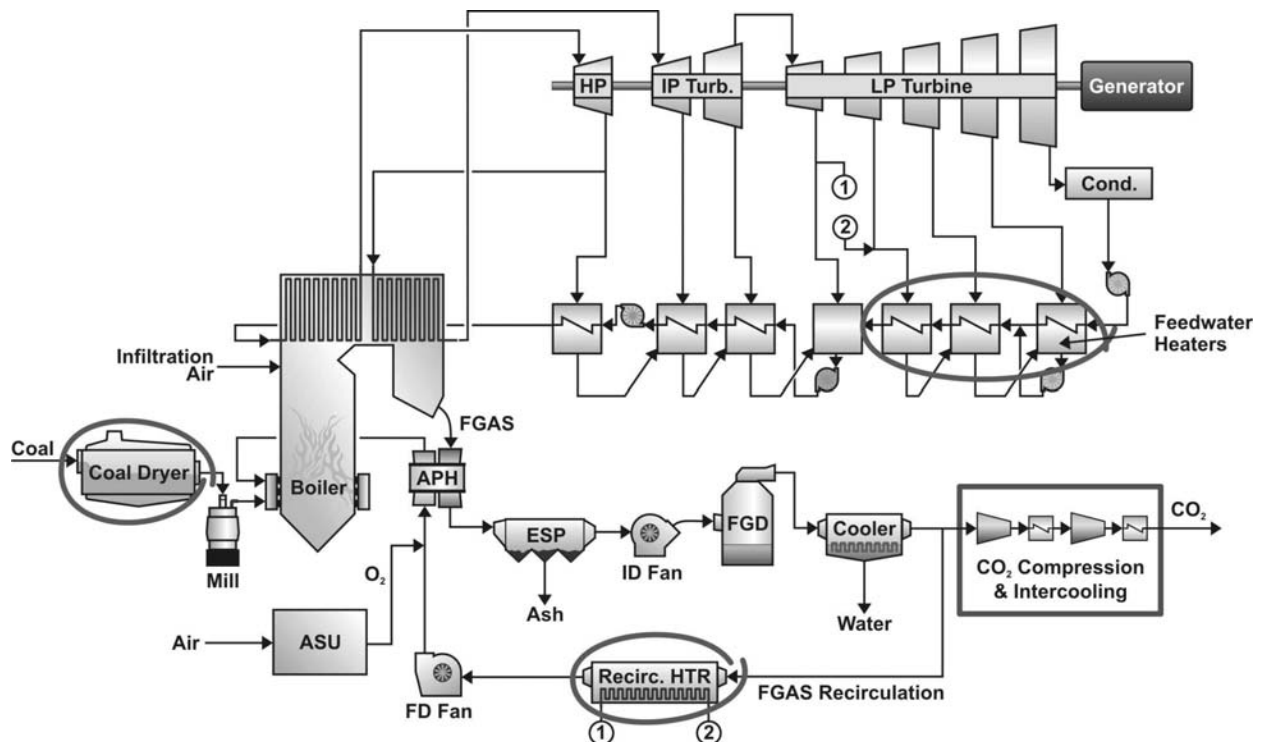 HP
IP Turb.
LP Turbine
Generator
1
Cond.
2
Feedwater
Heaters
Infiltration
Air
FGAS
Coal
Coal Dryer
Boiler
APH
Mill
O₂
ESP
ID Fan
FGD
Cooler
CO₂
CO₂ Compression
& Intercooling
Ash
Water
Air
ASU
FD Fan
Recirc. HTR
FGAS Recirculation
1
2